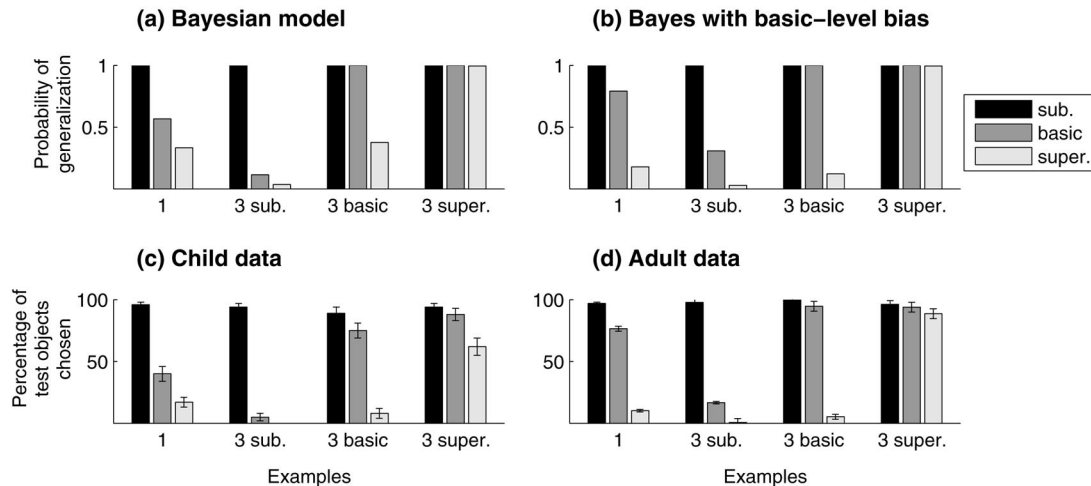 (a) Bayesian model
(b) Bayes with basic–level bias
Probability of
generalization
1
0.5
1
3 sub.
3 basic
3 super.
1
0.5
1
3 sub.
3 basic
3 super.
sub.
basic
super.
(c) Child data
(d) Adult data
Percentage of
test objects
chosen
100
50
1
3 sub.
3 basic
3 super.
Examples
100
50
1
3 sub.
3 basic
3 super.
Examples